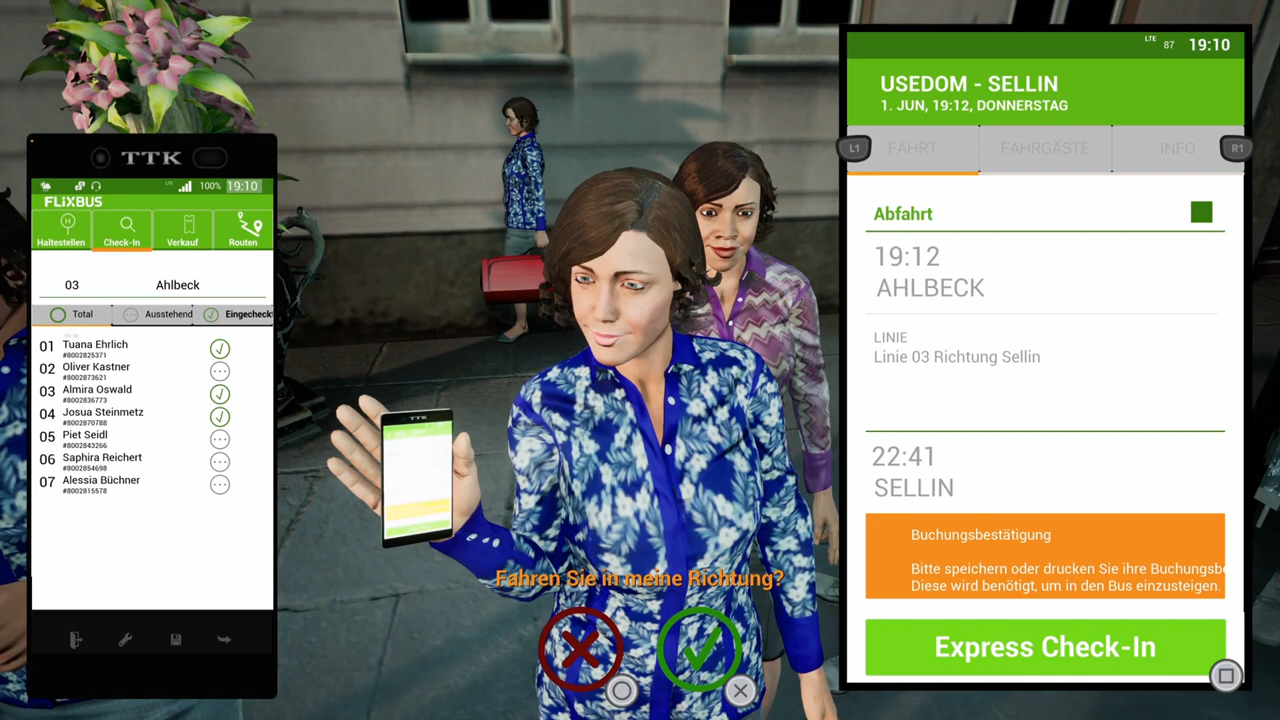 TTK
LTE
100%
19:10
FLiXBUS
H
Haltestellen
Check-In
Verkauf
Routen
03
Ahlbeck
Total
Ausstehend
Eingecheckt
01
Tuana Ehrlich
#8002825371
02
Oliver Kastner
#8002873621
03
Almira Oswald
#8002836773
04
Josua Steinmetz
#8002870788
05
Piet Seidl
#8002843266
06
Saphira Reichert
#8002854698
07
Alessia Büchner
#8002815578
TTK
Fahren Sie in meine Richtung?
LTE
87
19:10
USEDOM - SELLIN
1. JUN, 19:12, DONNERSTAG
L1
FAHRT
FAHRGÄSTE
INFO
R1
Abfahrt
19:12
AHLBECK
LINIE
Linie 03 Richtung Sellin
22:41
SELLIN
Buchungsbestätigung
Bitte speichern oder drucken Sie ihre Buchungsbe
Diese wird benötigt, um in den Bus einzusteigen.
Express Check-In